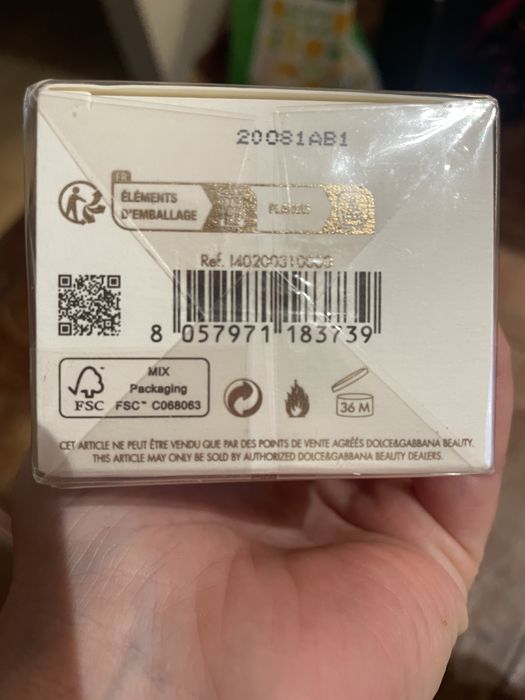 20081AB1
FR
ÉLÉMENTS
D'EMBALLAGE
Ref.
8 057971 183739
MIX
Packaging
FSC FSC™ C068063
36 M
CET ARTICLE NE PEUT ÊTRE VENDU QUE PAR DES POINTS DE VENTE AGRÉÉS DOLCE&GABBANA BEAUTY.
THIS ARTICLE MAY ONLY BE SOLD BY AUTHORIZED DOLCE&GABBANA BEAUTY DEALERS.